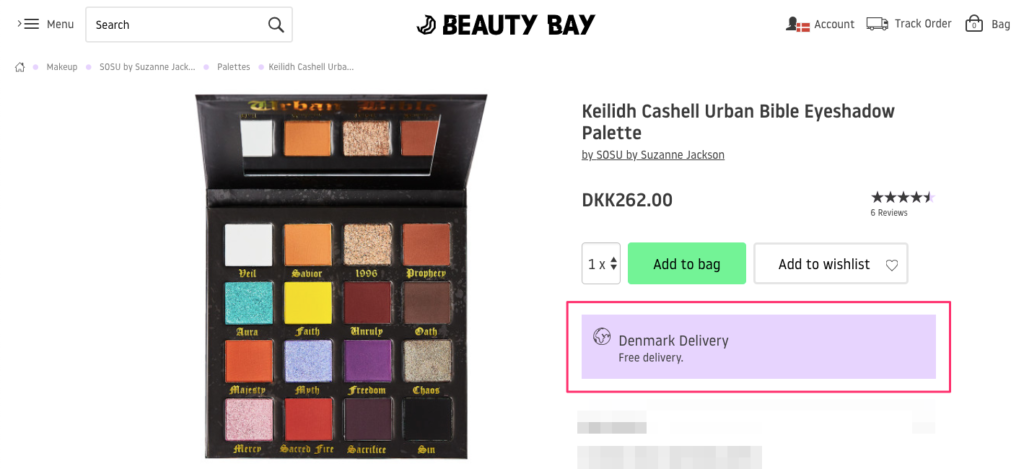 Menu
Search
BEAUTY BAY
Account
Track Order
0
Bag
Makeup
SOSU by Suzanne Jack...
Palettes
Keilidh Cashell Urba...
Urban Bible
Keilidh Cashell Urban Bible Eyeshadow
Palette
by SOSU by Suzanne Jackson
DKK262.00
6 Reviews
1 x
Add to bag
Add to wishlist
Denmark Delivery
Free delivery.
Veil Savior 1996 Prophecy
Aura Faith Unruly Oath
Majesty Myth Freedom Chaos
Mercy Sacred Fire Sacrifice Sin